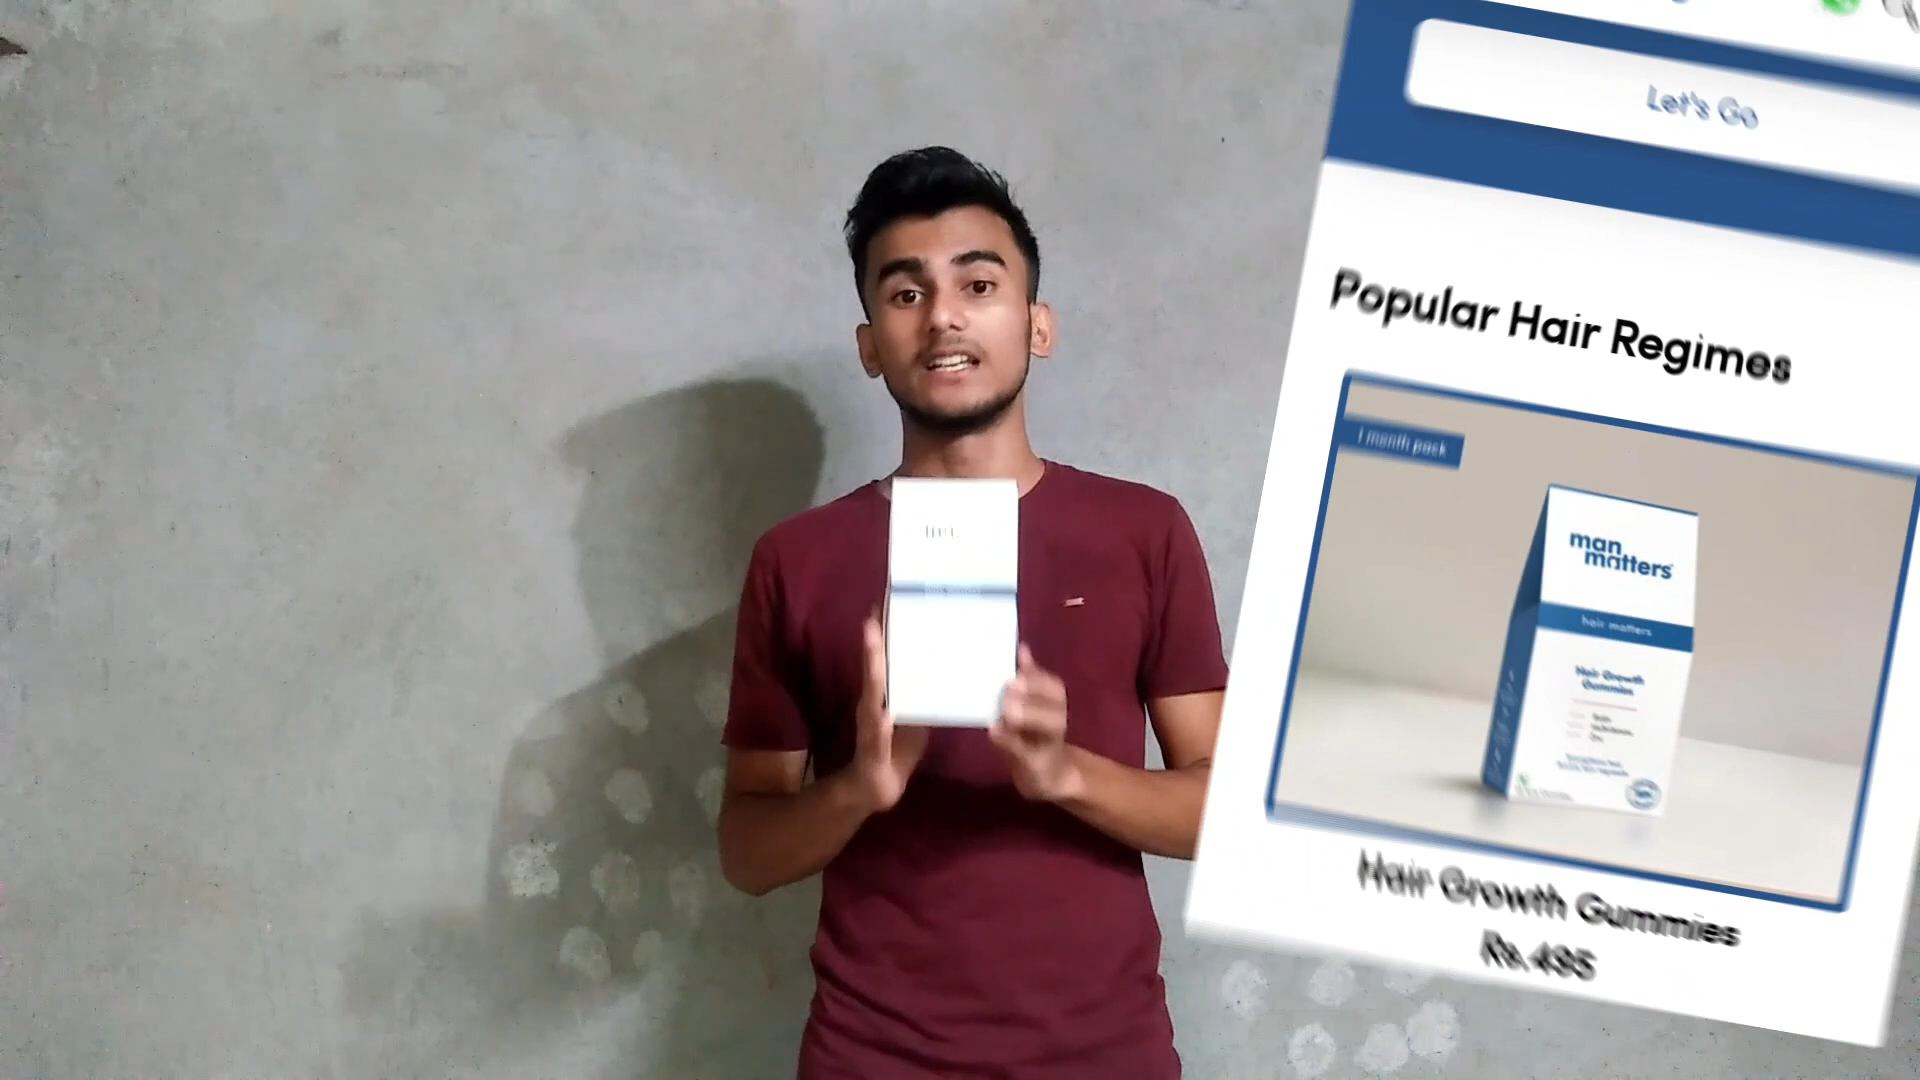 Let's Go
Popular Hair Regimes
1 month pack
man
matters
hair matters
Hair Growth
Gummies
Hair Growth Gummies
Rs.495